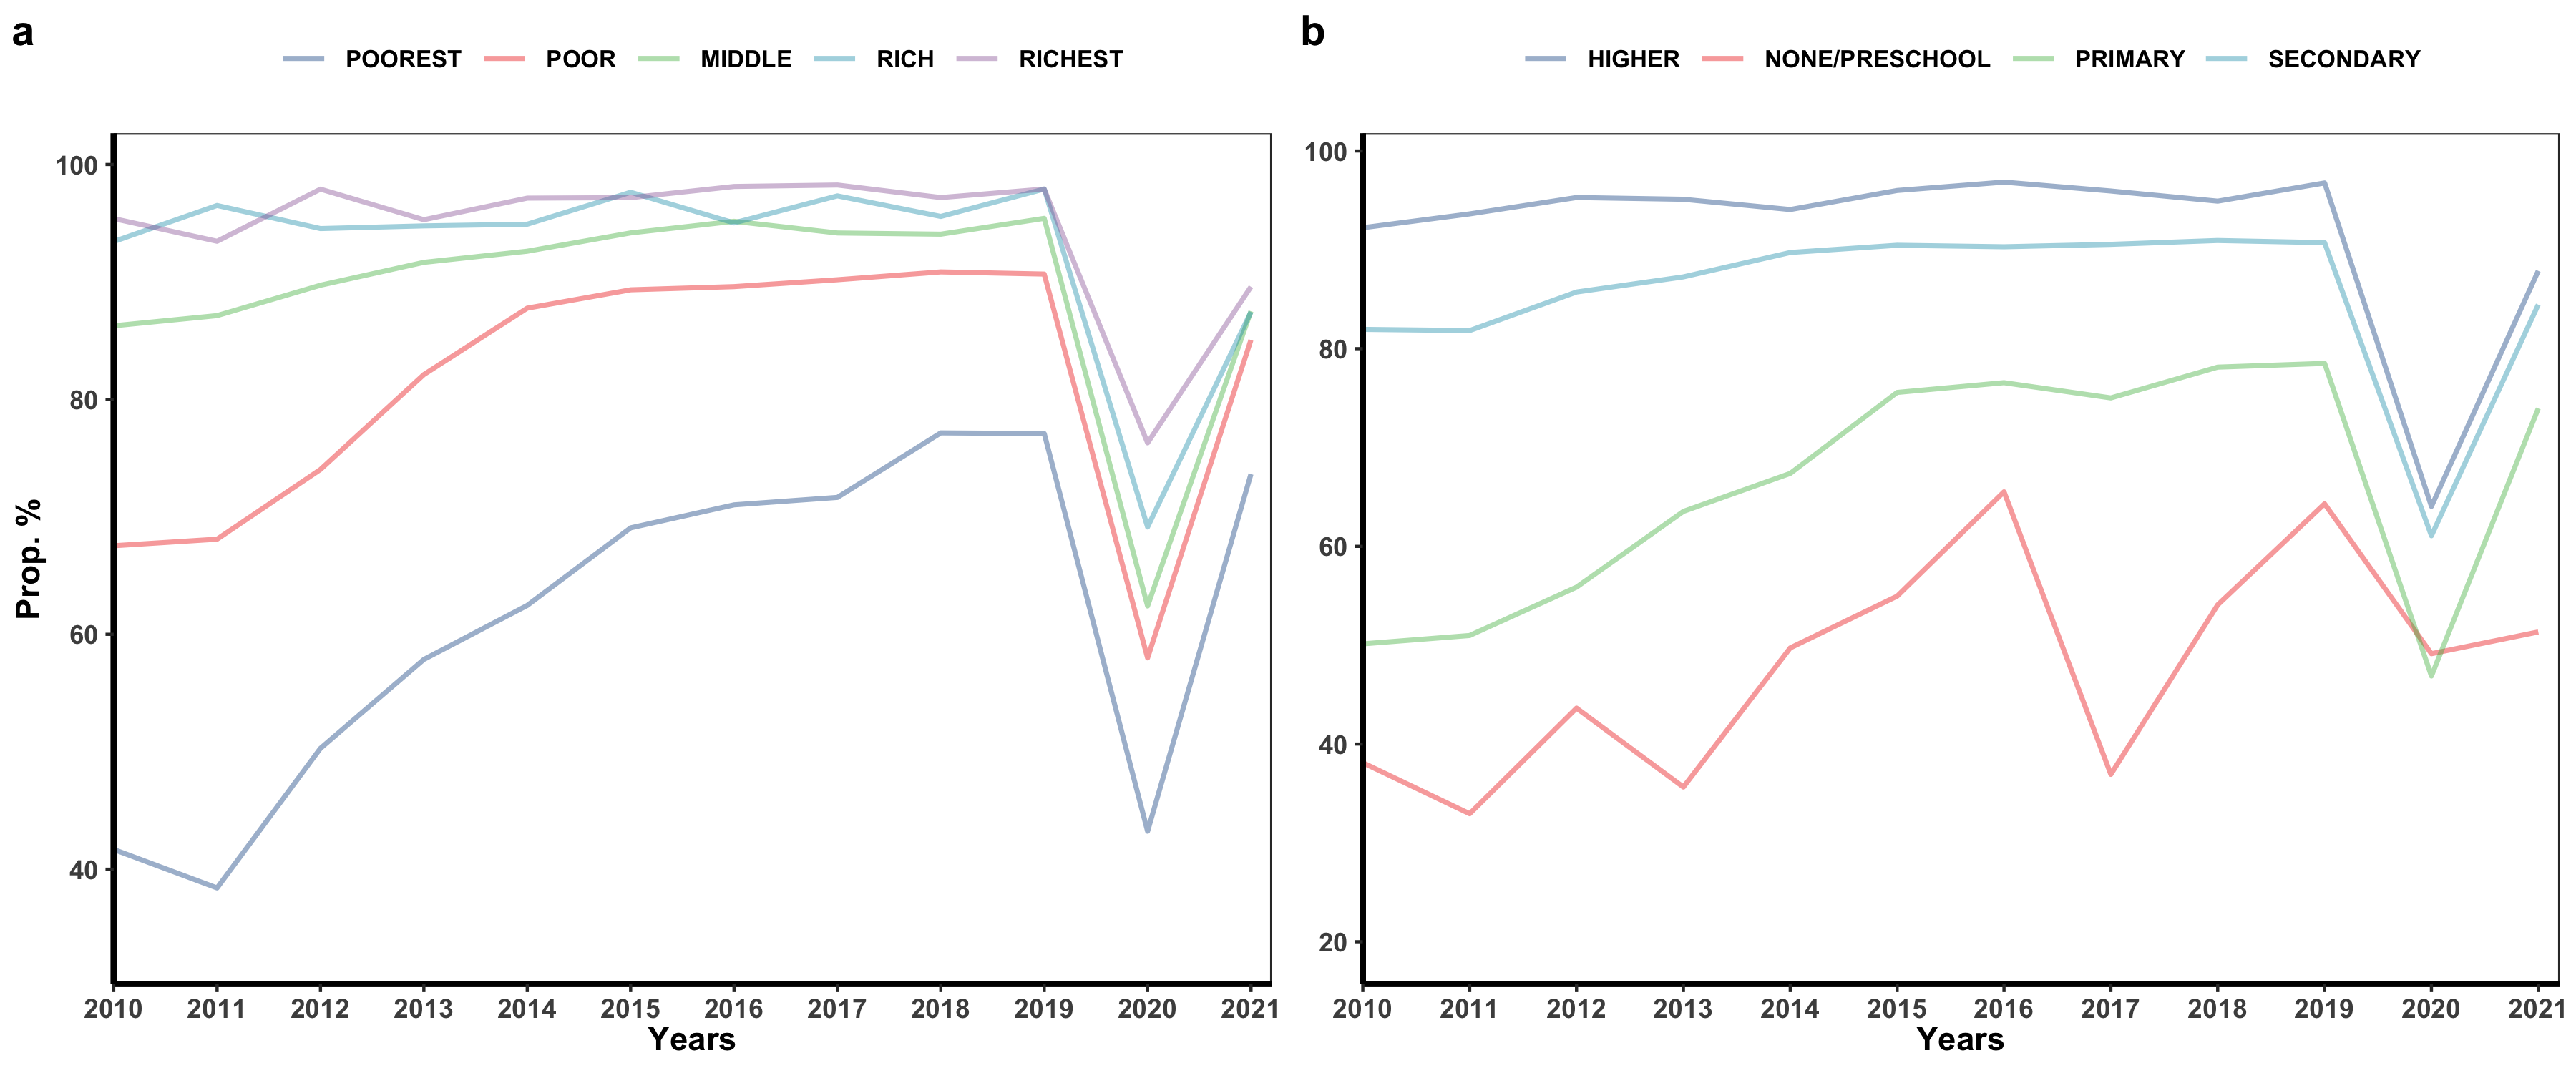 a
POOREST POOR MIDDLE RICH RICHEST
100
80
60
40
Prop. %
2010 2011 2012 2013 2014 2015 2016 2017 2018 2019 2020 2021
Years
b
HIGHER NONE/PRESCHOOL PRIMARY SECONDARY
100
80
60
40
20
2010 2011 2012 2013 2014 2015 2016 2017 2018 2019 2020 2021
Years